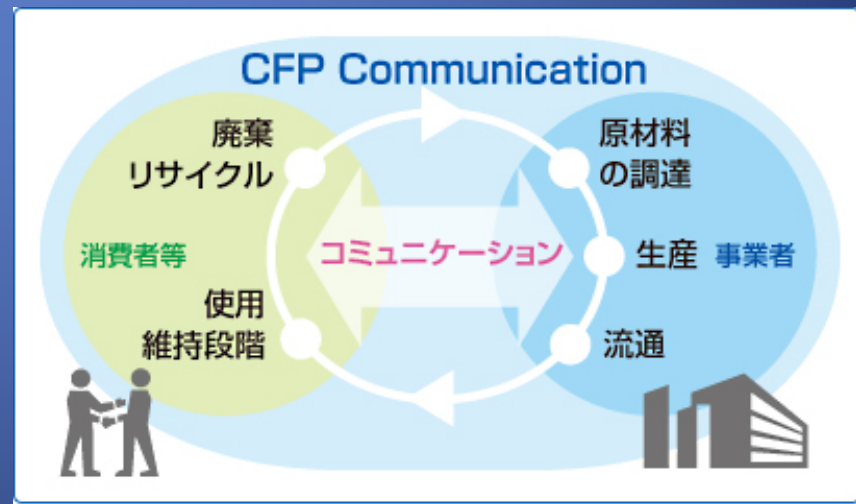 CFP Communication
廃棄
リサイクル
原材料
の調達
消費者等
コミュニケーション
生産
事業者
使用
維持段階
流通